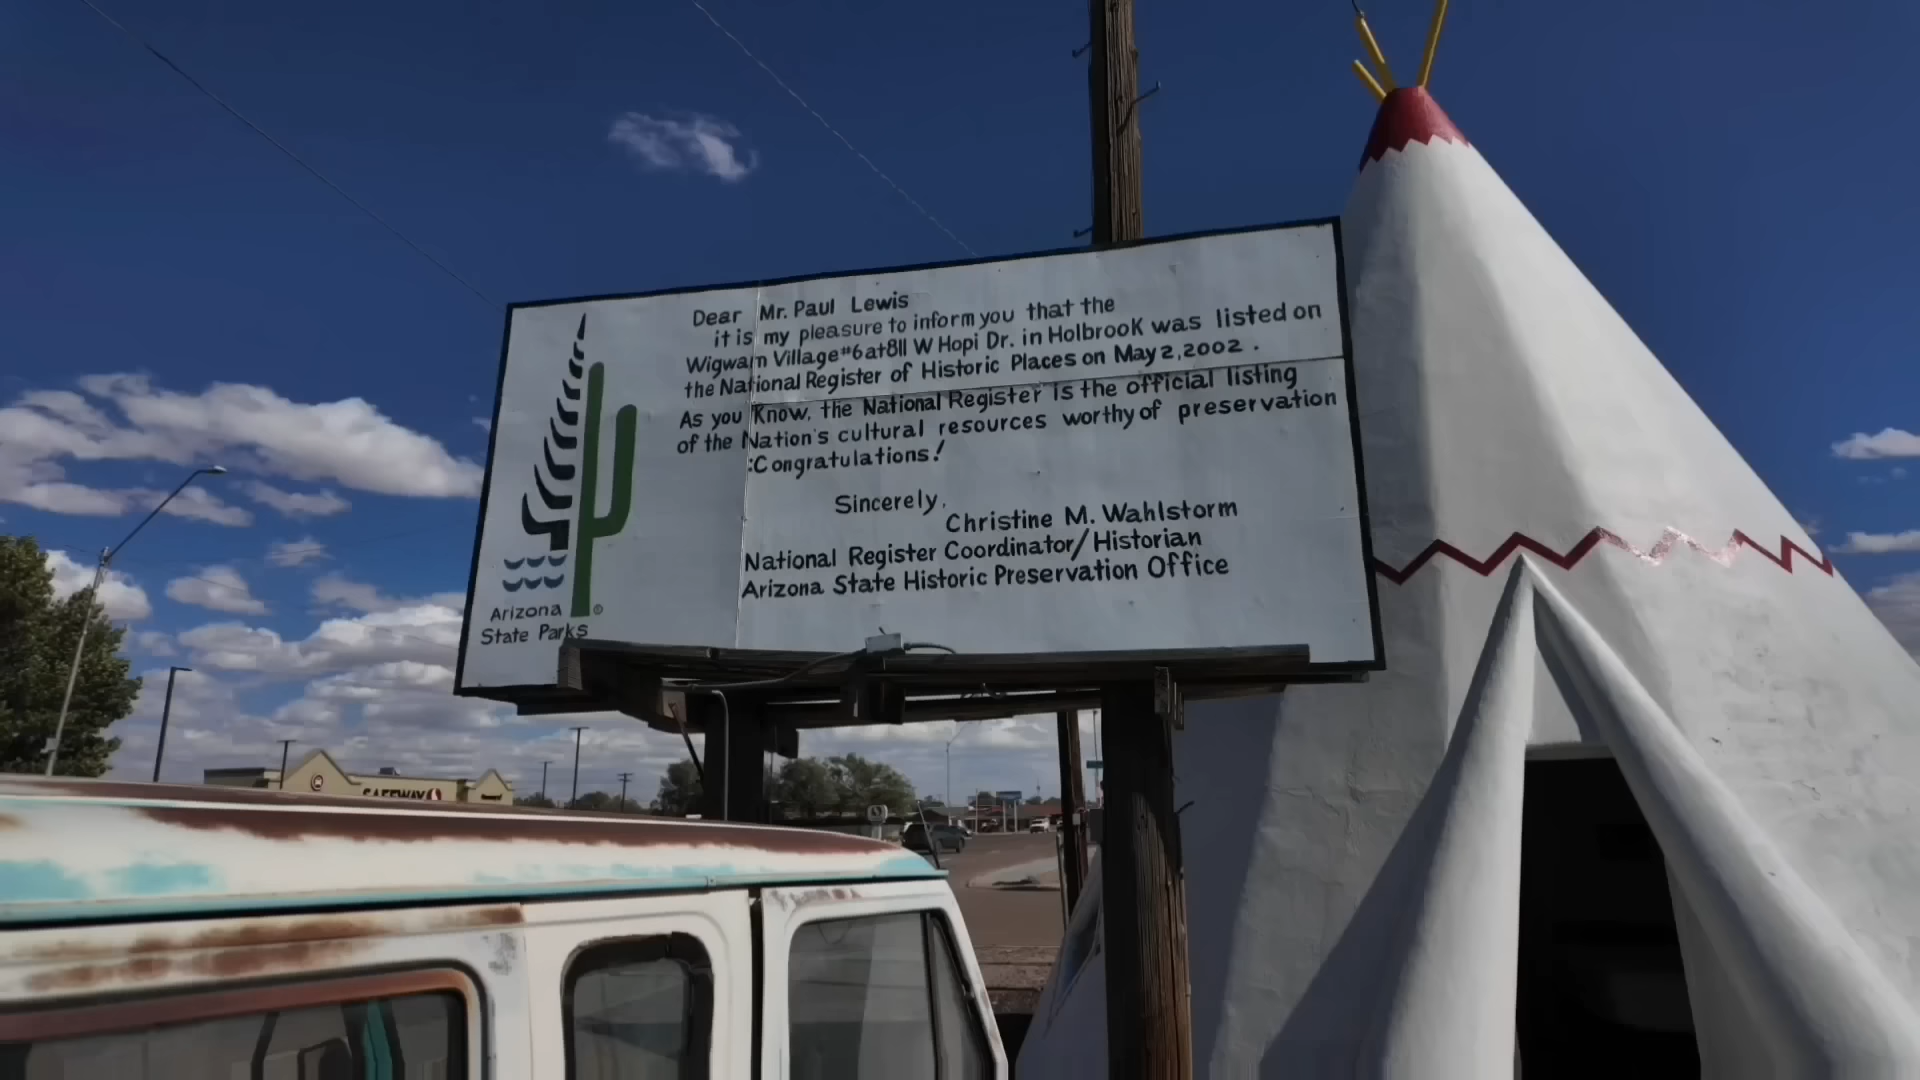 Dear Mr. Paul Lewis
it is my pleasure to inform you that the
Wigwam Village #6 at 811 W Hopi Dr. in Holbrook was listed on
the National Register of Historic Places on May 2, 2002.
As you Know, the National Register is the official listing
of the Nation's cultural resources worthy of preservation
:Congratulations!
Sincerely,
Christine M. Wahlstorm
National Register Coordinator/Historian
Arizona State Historic Preservation Office
Arizona ®
State Parks
SAFEWAY